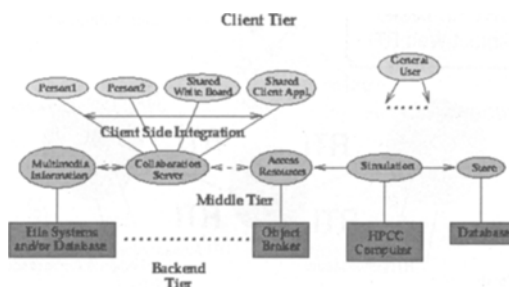 Client Tier
General
User
Person1
Person2
Shared
White Board
Shared
Client Appl.
Client Side Integration
Multimedia
Information
Collaboration
Server
Access
Resources
Simulation
Store
Middle Tier
File Systems
and/or Database
Object
Broker
HPCC
Computer
Database
Backend
Tier